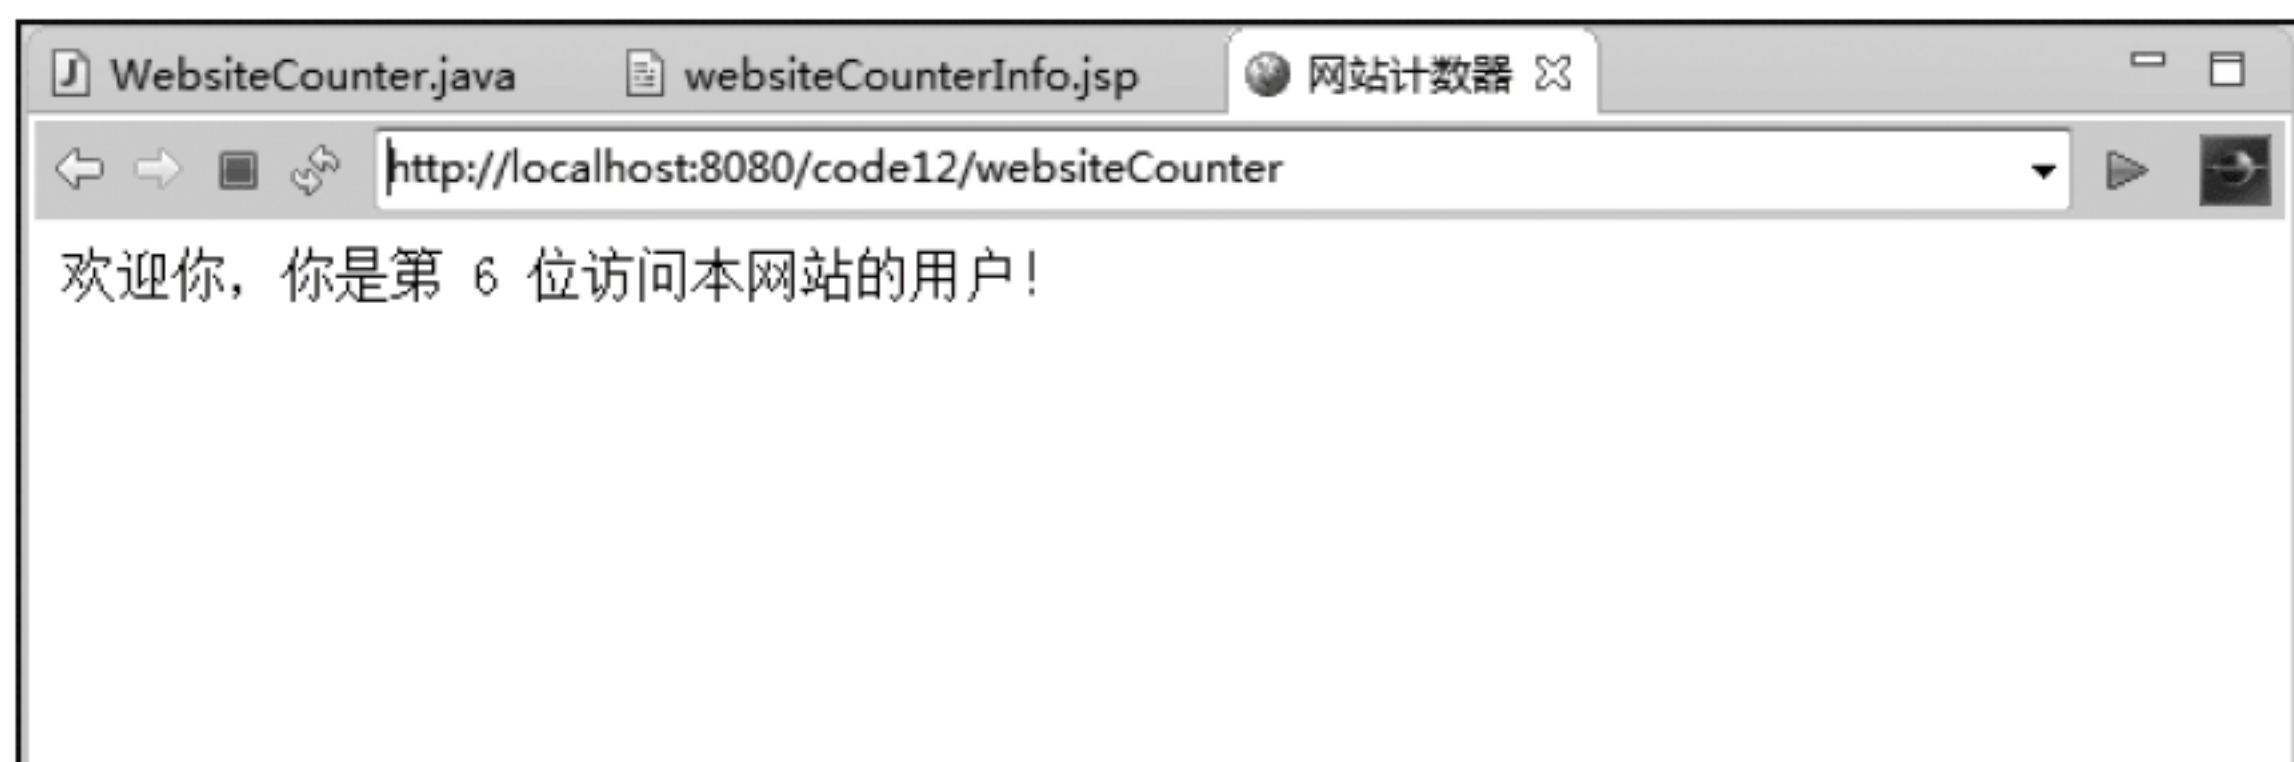 WebsiteCounter.java websiteCounterInfo.jsp 网站计数器
http://localhost:8080/code12/websiteCounter
欢迎你，你是第 6 位访问本网站的用户！